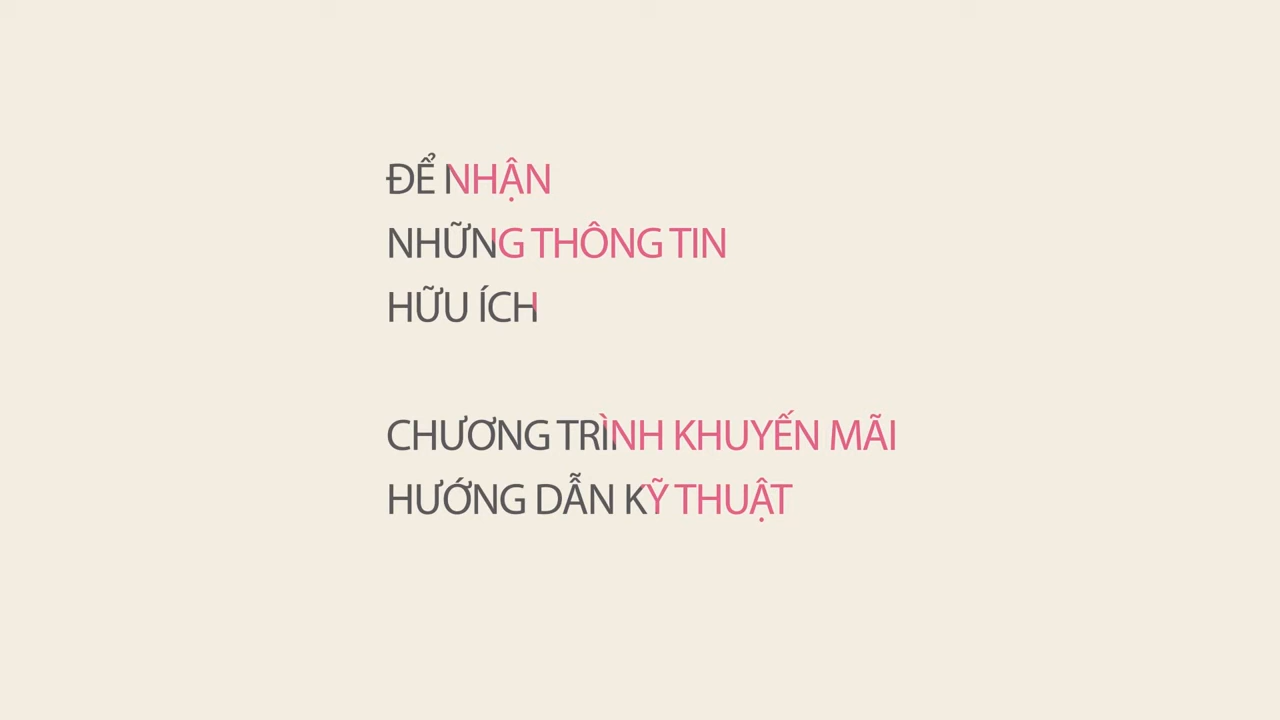 ĐỂ NHẬN
NHỮNG THÔNG TIN
HỮU ÍCH
CHƯƠNG TRÌNH KHUYẾN MÃI
HƯỚNG DẪN KỸ THUẬT